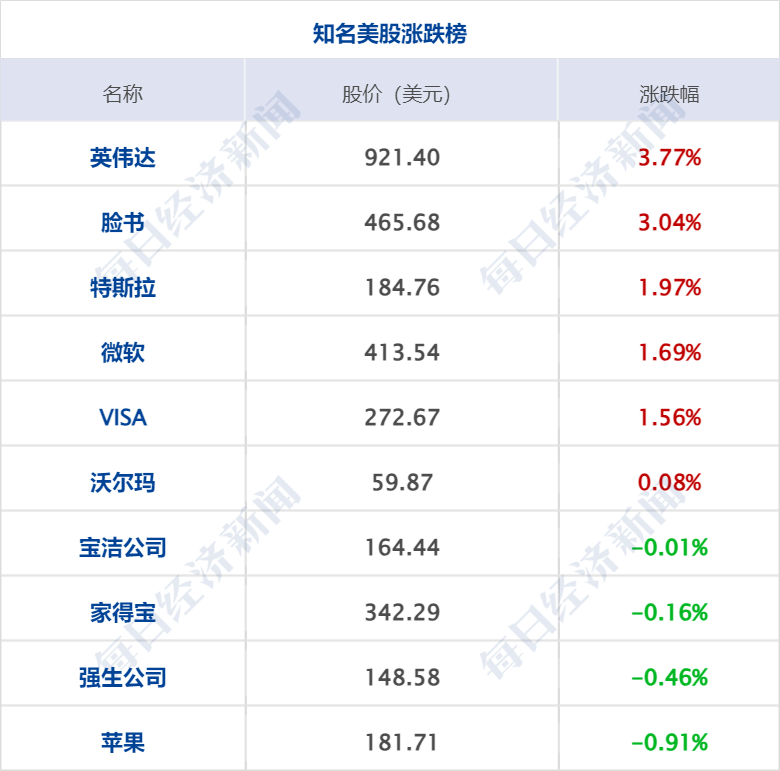 知名美股涨跌榜
名称 股价（美元） 涨跌幅
英伟达 921.40 3.77%
脸书 465.68 3.04%
特斯拉 184.76 1.97%
微软 413.54 1.69%
VISA 272.67 1.56%
沃尔玛 59.87 0.08%
宝洁公司 164.44 -0.01%
家得宝 342.29 -0.16%
强生公司 148.58 -0.46%
苹果 181.71 -0.91%
每日经济新闻
每日经济新闻
每日经济新闻
每日经济新闻